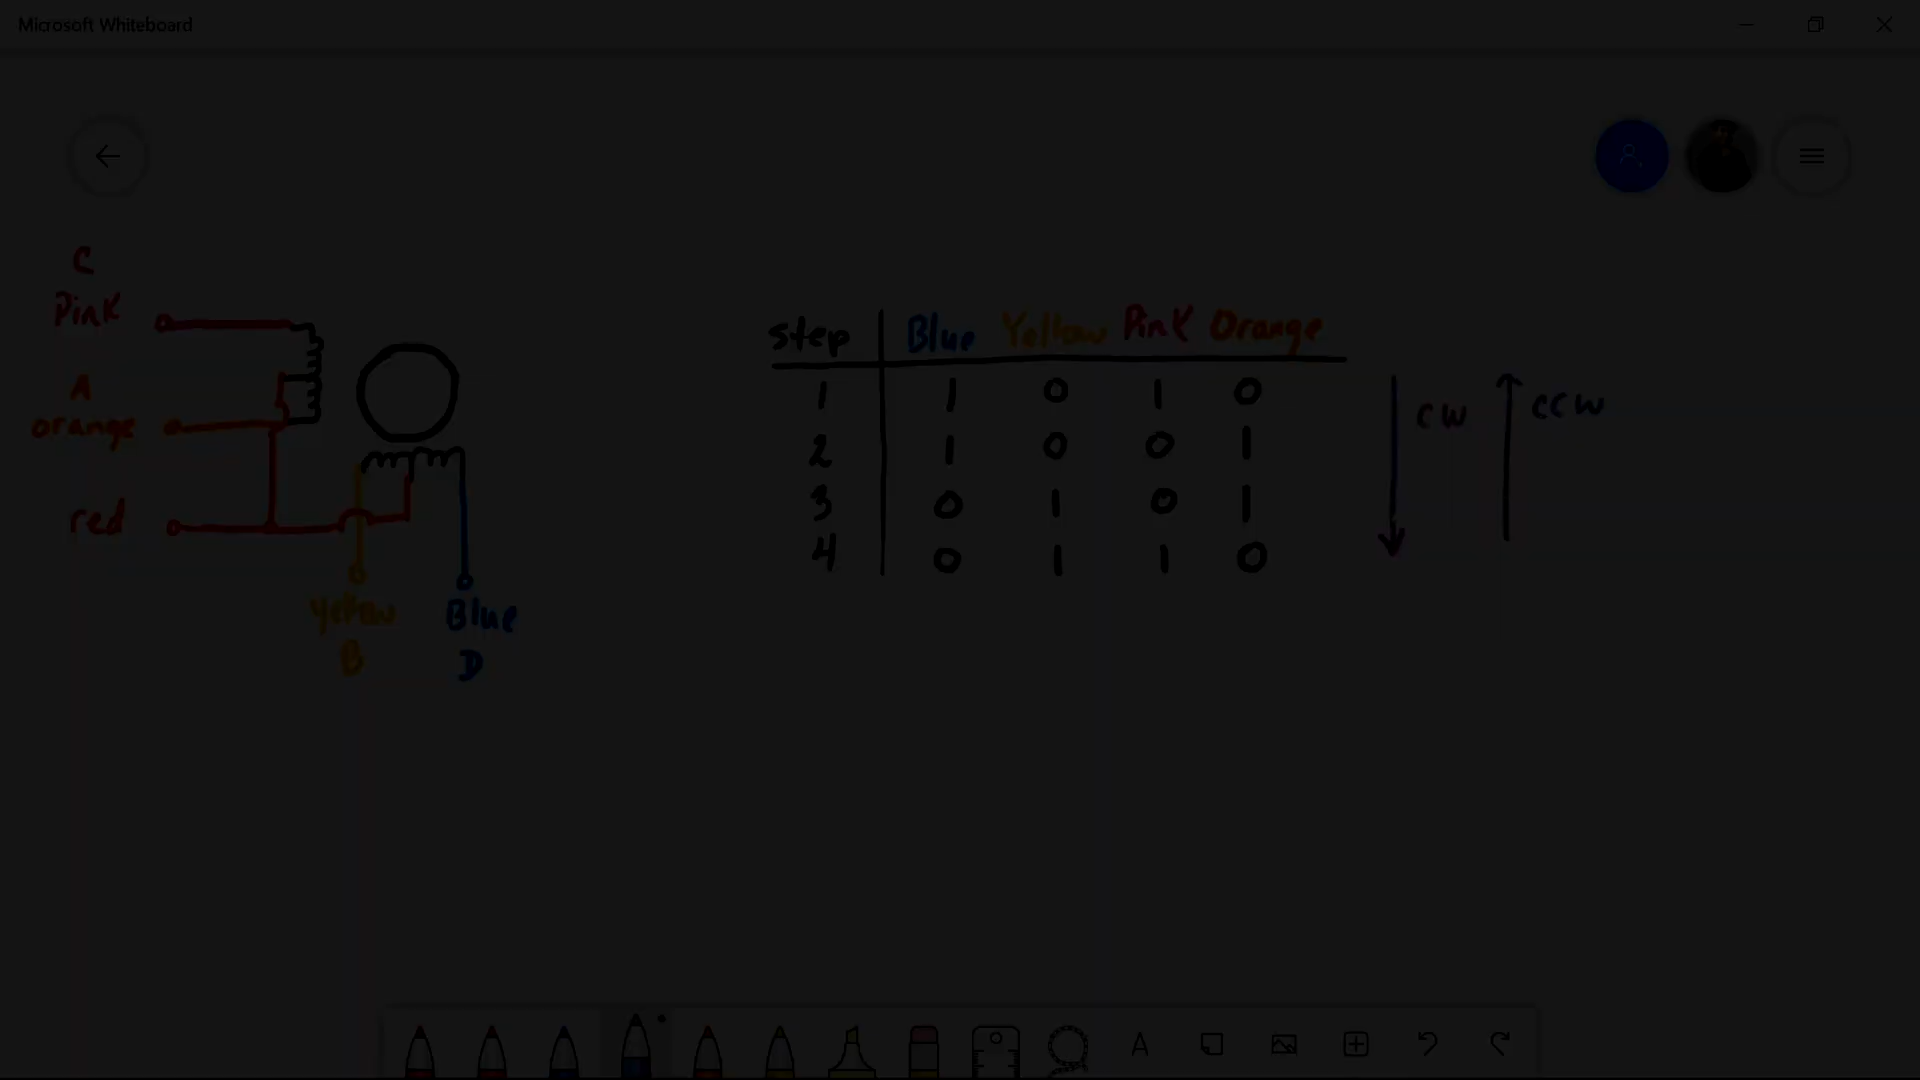 Microsoft Whiteboard
C
Pink
A
orange
red
Yellow
B
Blue
D
step Blue Yellow Pink Orange
1 1 0 1 0
2 1 0 0 1
3 0 1 0 1
4 0 1 1 0
CW
CCW
A